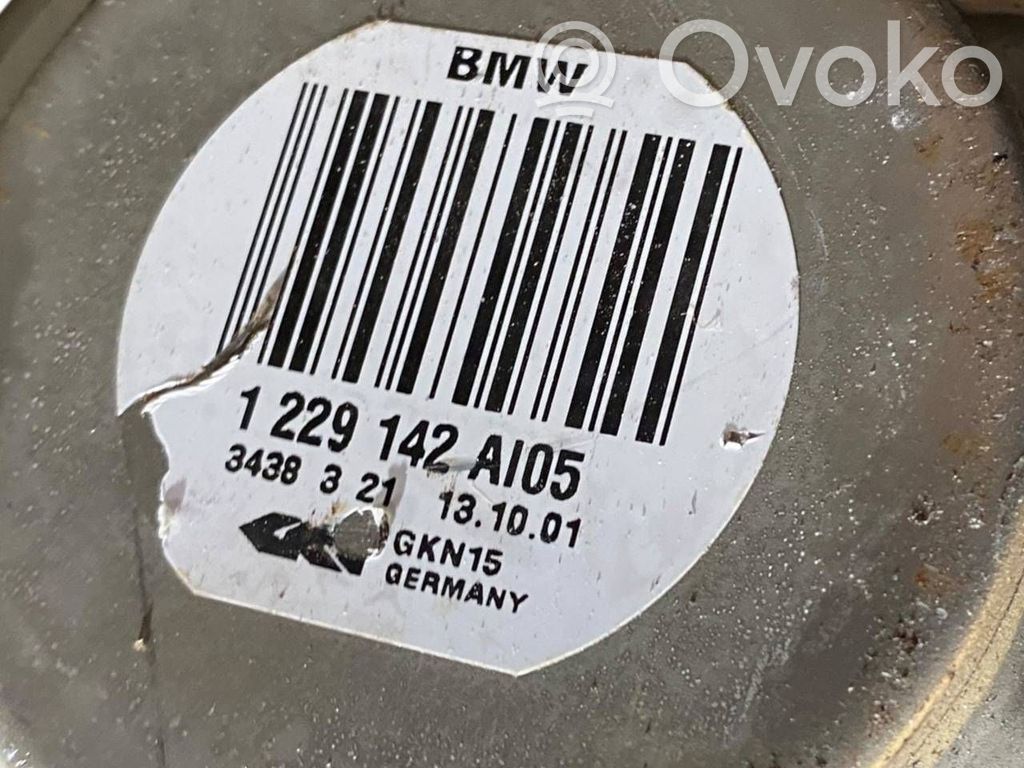 Ovoko
BMW
1 229 142 AI05
3438 3 21 13.10.01
GKN15
GERMANY